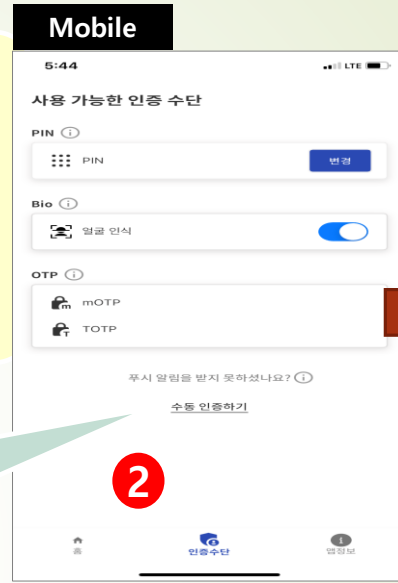 Mobile
5:44
LTE
사용 가능한 인증 수단
PIN
PIN
변경
Bio
얼굴 인식
OTP
mOTP
TOTP
푸시 알림을 받지 못하셨나요?
수동 인증하기
2
홈
인증수단
앱정보